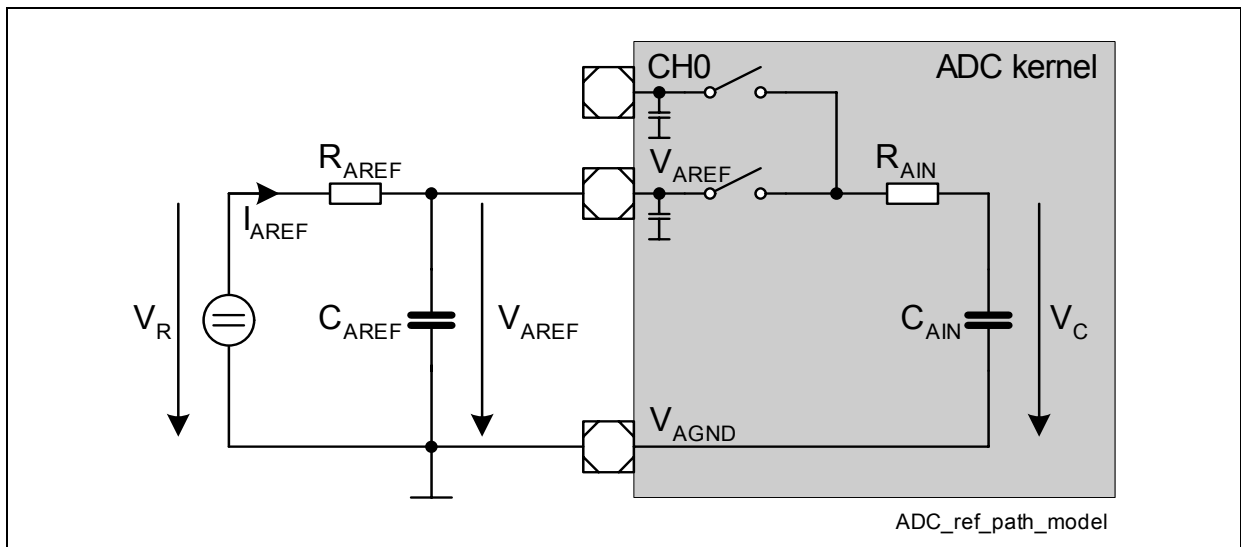 CH0 ADC kernel
R_AREF V_AREF R_AIN
I_AREF
V_R C_AREF V_AREF C_AIN V_C
V_AGND
ADC_ref_path_model